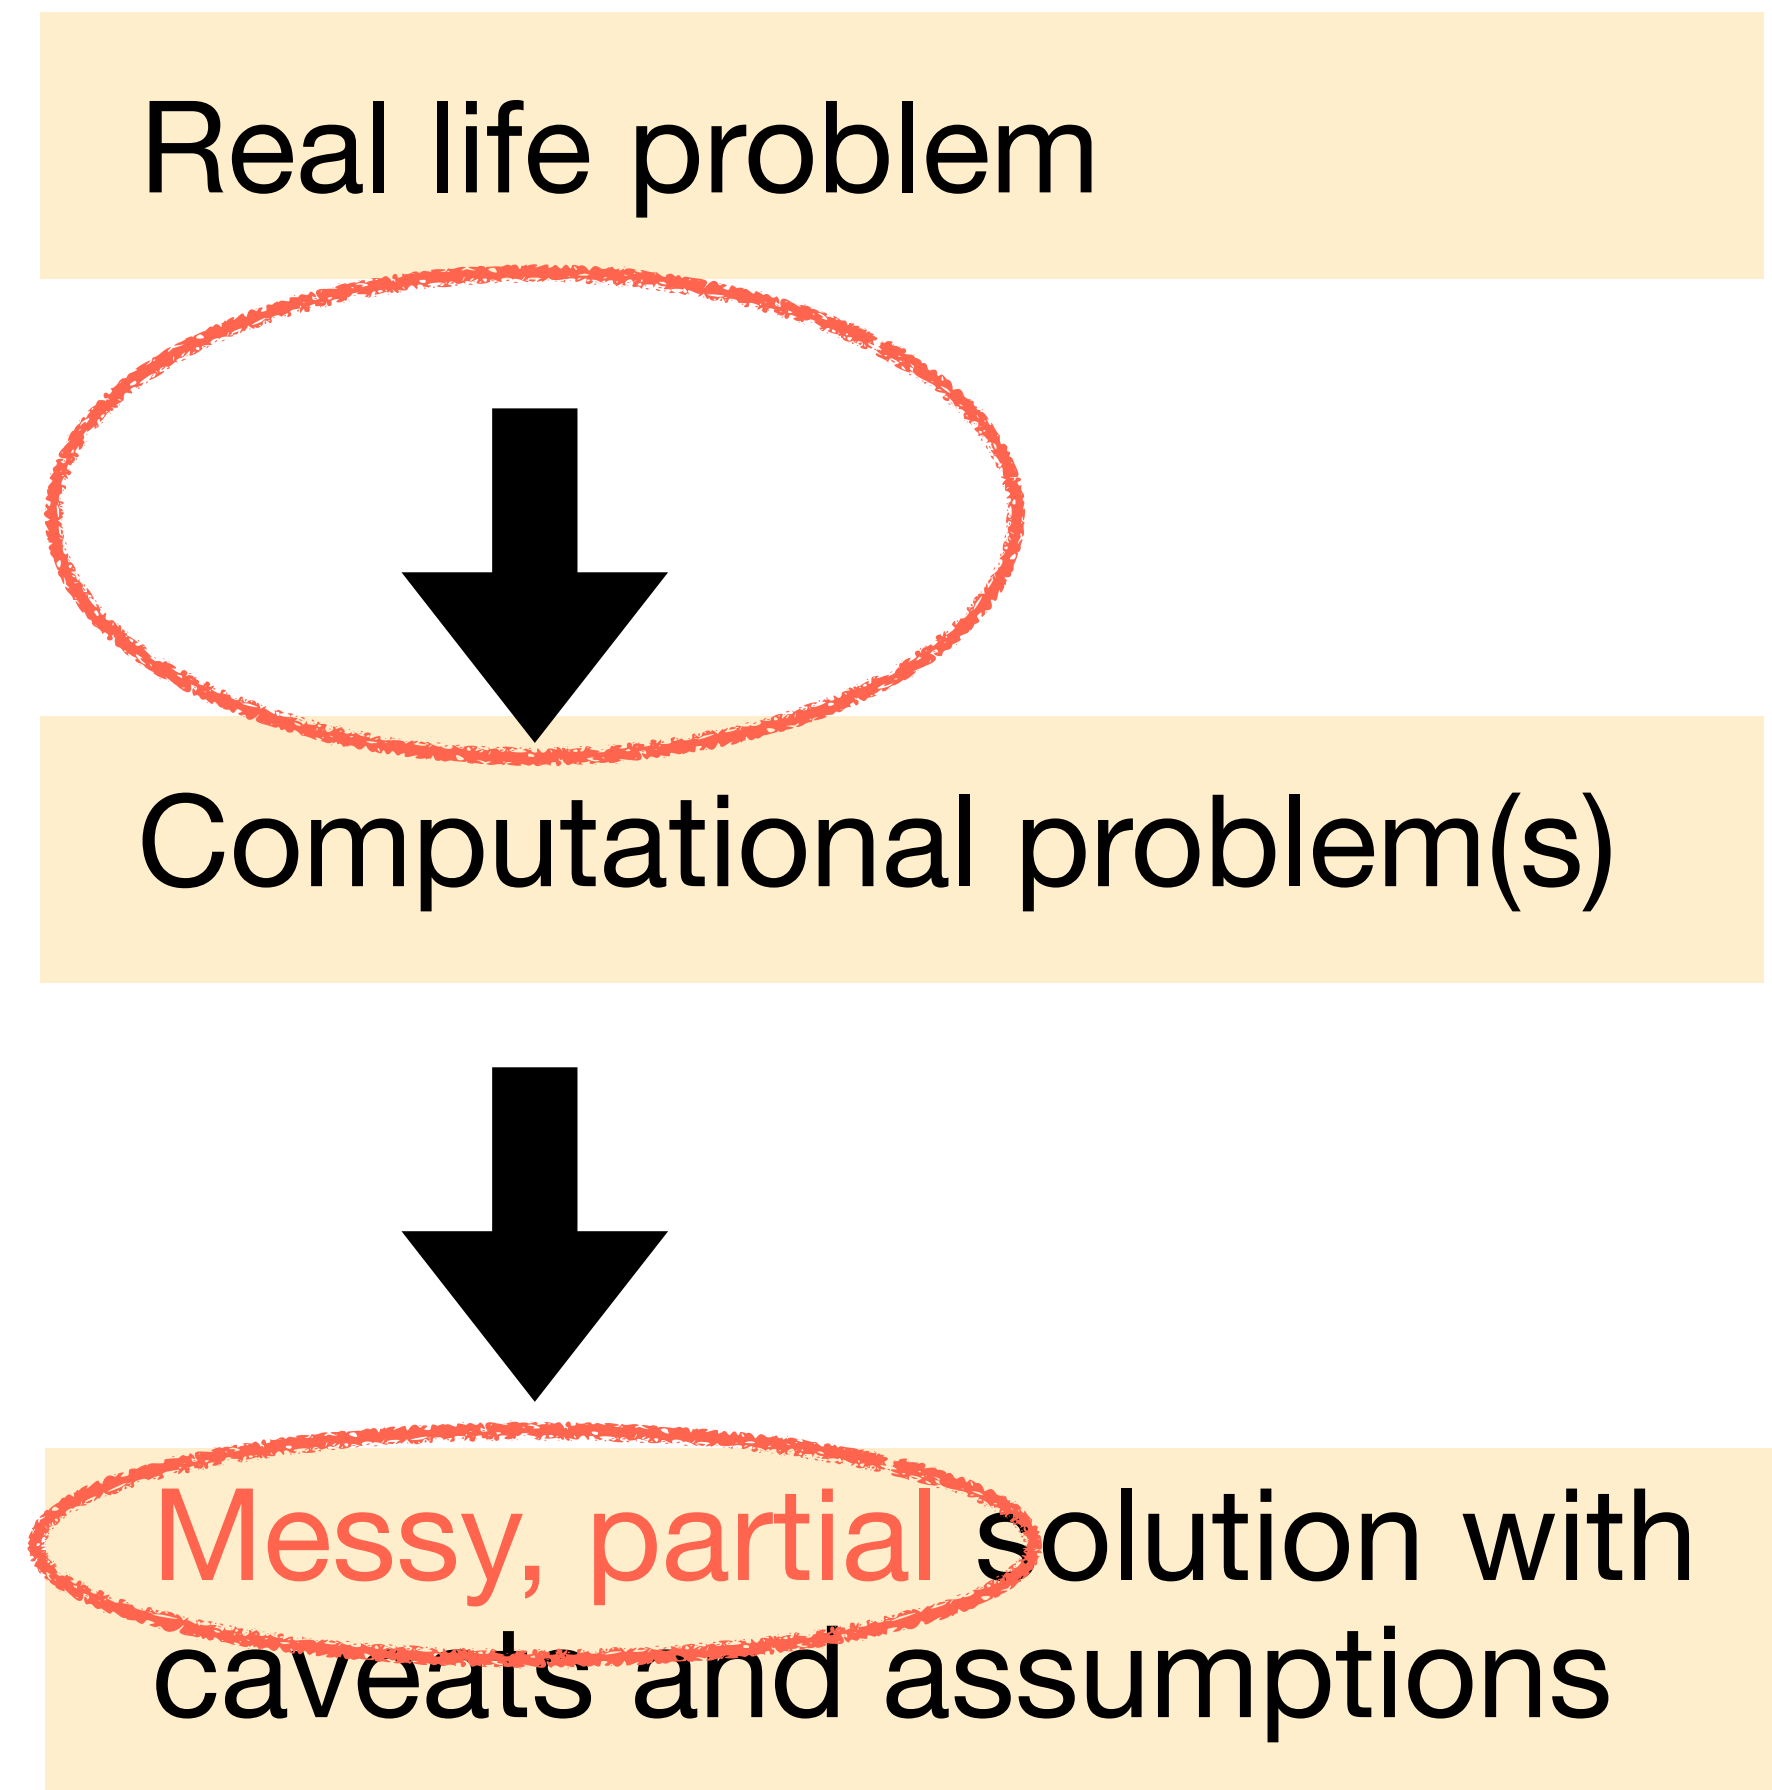 Real life problem
Computational problem(s)
Messy, partial solution with
caveats and assumptions